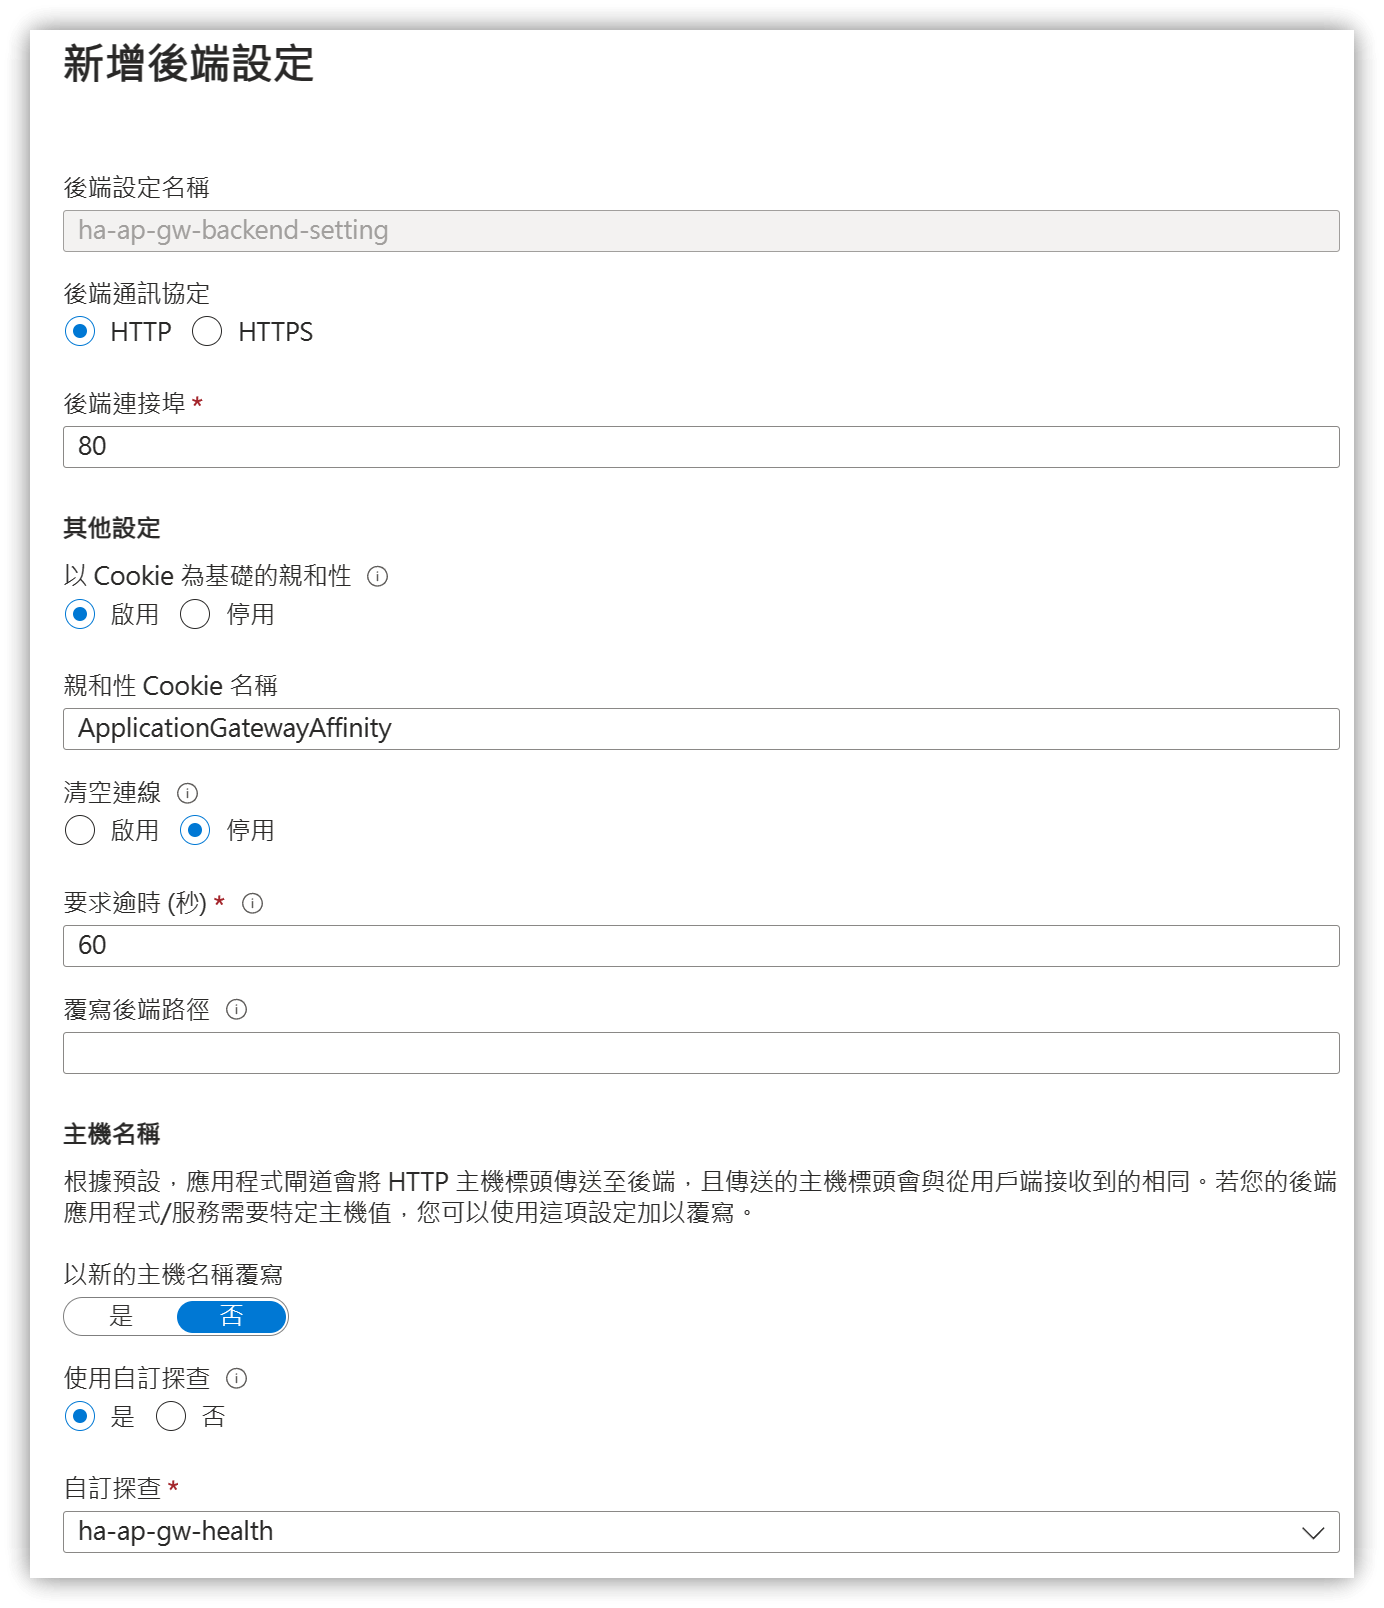 新增後端設定
後端設定名稱
ha-ap-gw-backend-setting
後端通訊協定
HTTP HTTPS
後端連接埠 *
80
其他設定
以 Cookie 為基礎的親和性
啟用 停用
親和性 Cookie 名稱
ApplicationGatewayAffinity
清空連線
啟用 停用
要求逾時 (秒) *
60
覆寫後端路徑
主機名稱
根據預設，應用程式閘道會將 HTTP 主機標頭傳送至後端，且傳送的主機標頭會與從用戶端接收到的相同。若您的後端
應用程式/服務需要特定主機值，您可以使用這項設定加以覆寫。
以新的主機名稱覆寫
是 否
使用自訂探查
是 否
自訂探查 *
ha-ap-gw-health